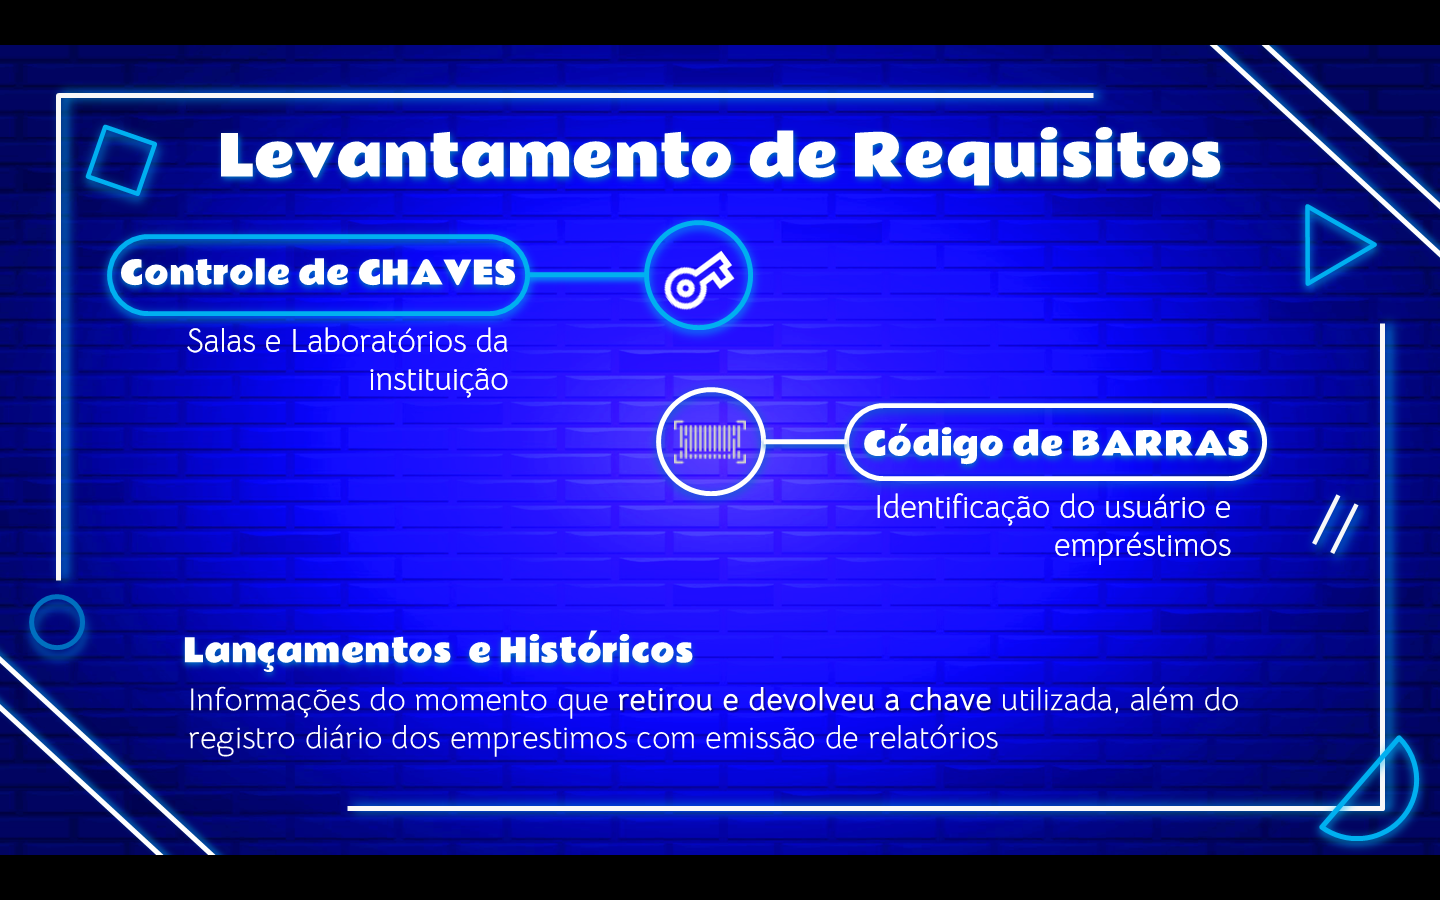 Levantamento de Requisitos
Controle de CHAVES
Salas e Laboratórios da
instituição
Código de BARRAS
Identificação do usuário e
empréstimos
Lançamentos e Históricos
Informações do momento que retirou e devolveu a chave utilizada, além do
registro diário dos emprestimos com emissão de relatórios